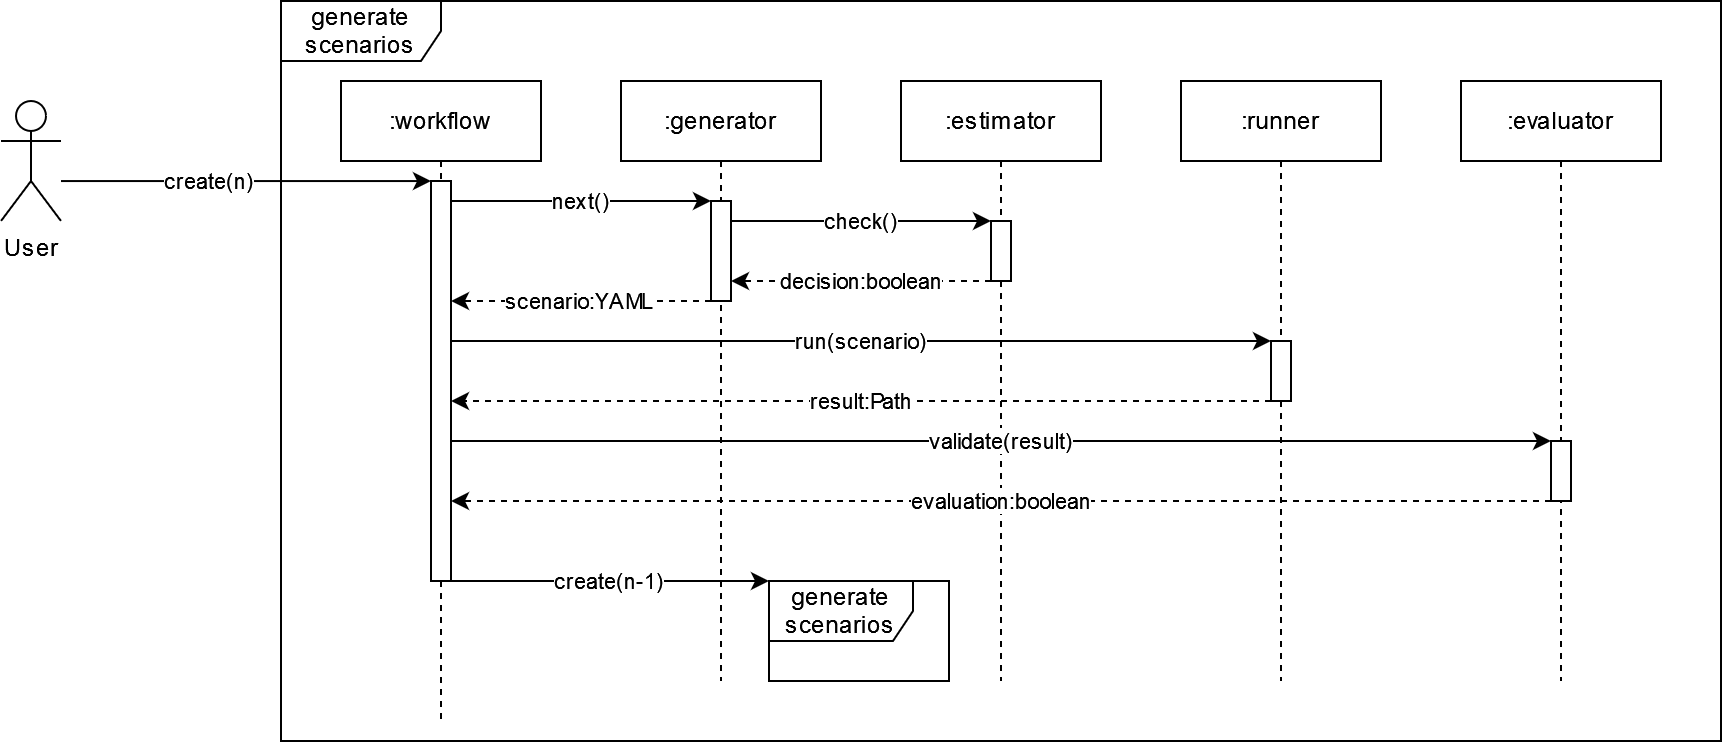 generate
scenarios
:workflow
:generator
:estimator
:runner
:evaluator
create(n)
next()
check()
User
decision:boolean
scenario:YAML
run(scenario)
result:Path
validate(result)
evaluation:boolean
create(n-1)
generate
scenarios